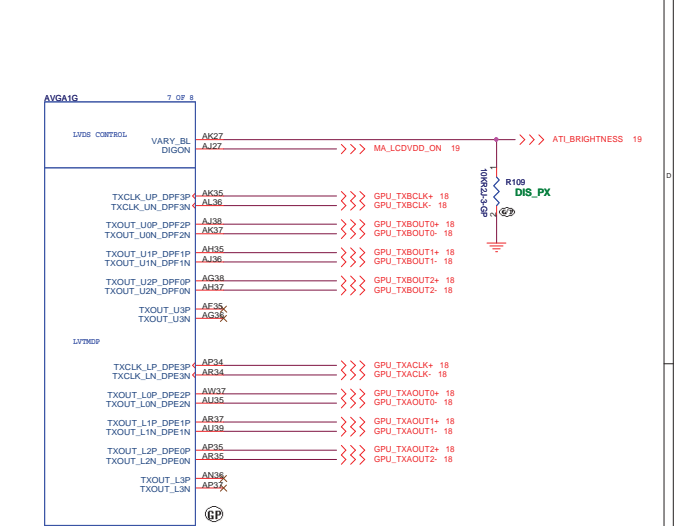 AVGA1G 7 OF 8
LVDS CONTROL
VARY_BL AK27 ATI_BRIGHTNESS 19
DIGON AJ27 MA_LCDVDD_ON 19
1
10KR2J-3-GP
R109
DIS_PX
2
D
TXCLK_UP_DPF3P AK35 GPU_TXBCLK+ 18
TXCLK_UN_DPF3N AL36 GPU_TXBCLK- 18
TXOUT_U0P_DPF2P AJ38 GPU_TXBOUT0+ 18
TXOUT_U0N_DPF2N AK37 GPU_TXBOUT0- 18
TXOUT_U1P_DPF1P AH35 GPU_TXBOUT1+ 18
TXOUT_U1N_DPF1N AJ36 GPU_TXBOUT1- 18
TXOUT_U2P_DPF0P AG38 GPU_TXBOUT2+ 18
TXOUT_U2N_DPF0N AH37 GPU_TXBOUT2- 18
TXOUT_U3P AF35
TXOUT_U3N AG36
LVTMDP
TXCLK_LP_DPE3P AP34 GPU_TXACLK+ 18
TXCLK_LN_DPE3N AR34 GPU_TXACLK- 18
TXOUT_L0P_DPE2P AW37 GPU_TXAOUT0+ 18
TXOUT_L0N_DPE2N AU35 GPU_TXAOUT0- 18
TXOUT_L1P_DPE1P AR37 GPU_TXAOUT1+ 18
TXOUT_L1N_DPE1N AU39 GPU_TXAOUT1- 18
TXOUT_L2P_DPE0P AP35 GPU_TXAOUT2+ 18
TXOUT_L2N_DPE0N AR35 GPU_TXAOUT2- 18
TXOUT_L3P AN36
TXOUT_L3N AP37
GP